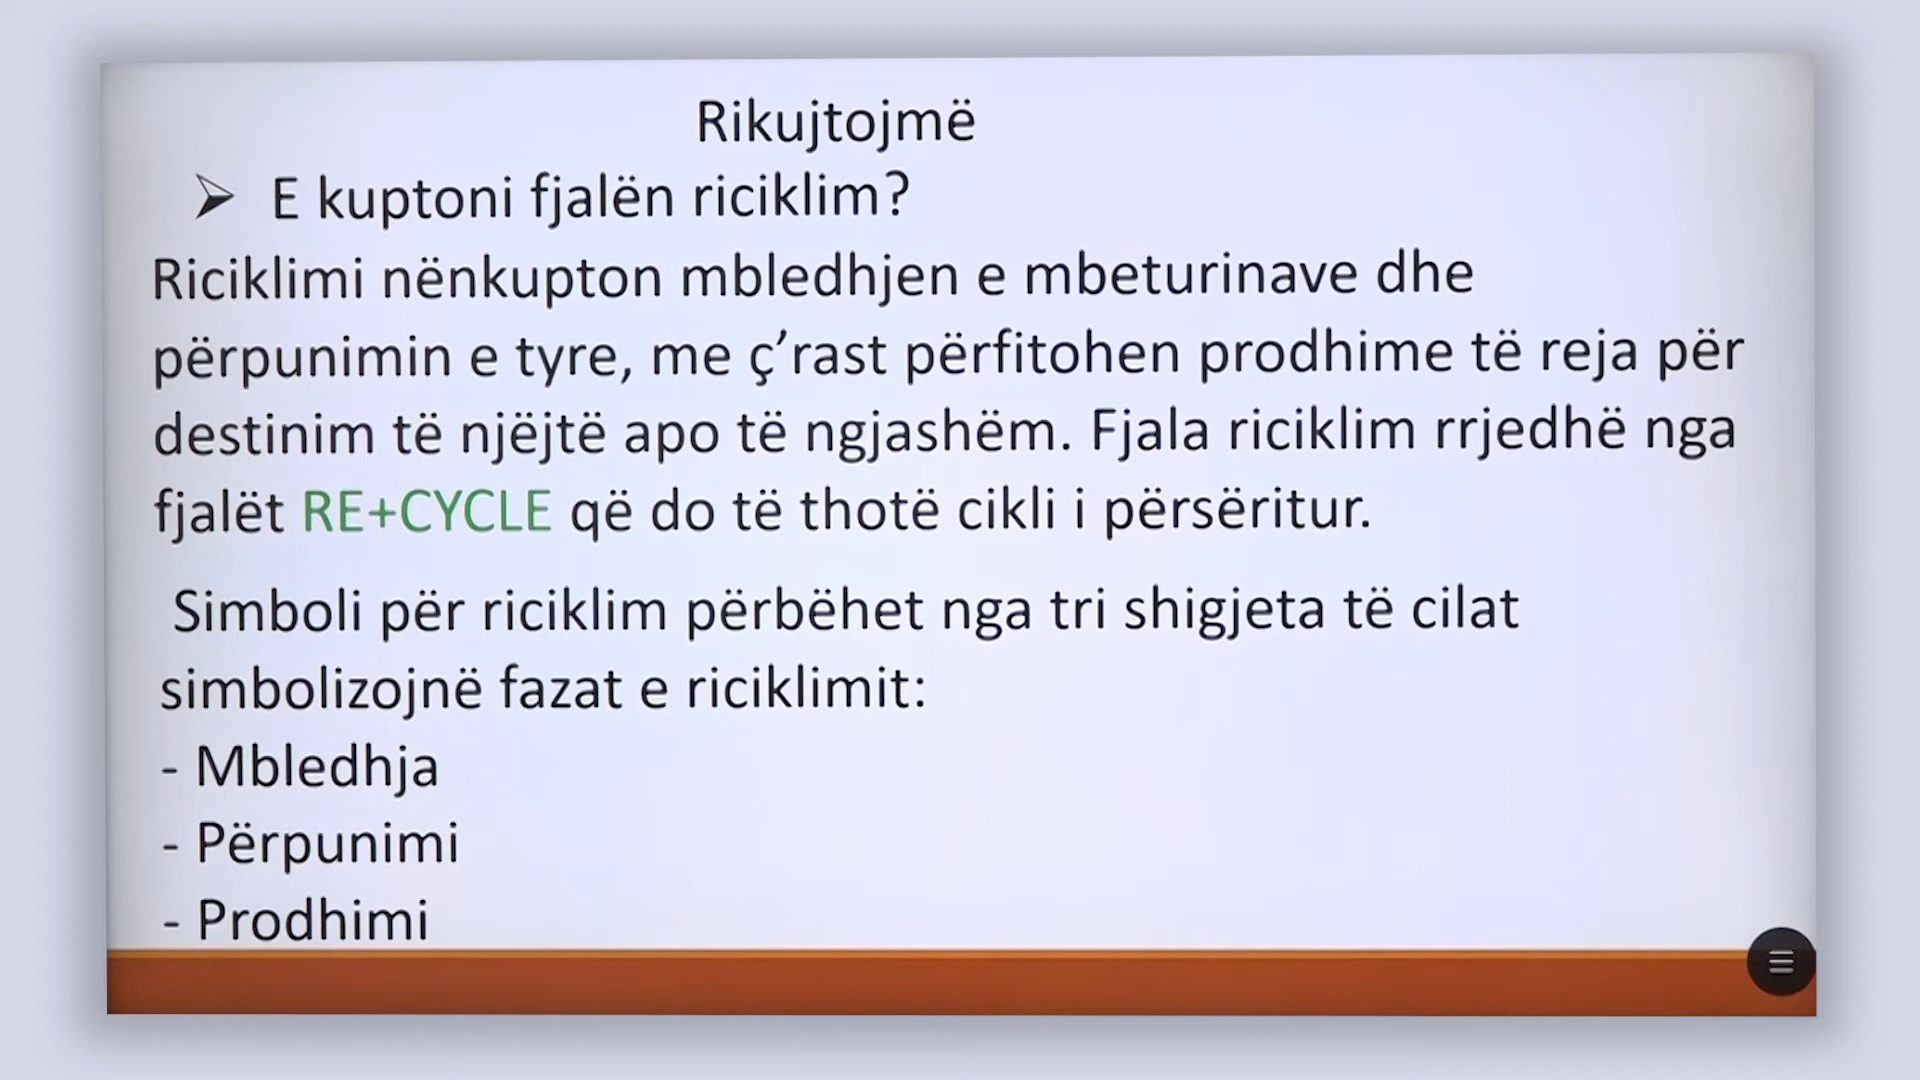 Rikujtojmë
➢ E kuptoni fjalën riciklim?
Riciklimi nënkupton mbledhjen e mbeturinave dhe
përpunimin e tyre, me ç’rast përfitohen prodhime të reja për
destinim të njëjtë apo të ngjashëm. Fjala riciklim rrjedhë nga
fjalët RE+CYCLE që do të thotë cikli i përsëritur.
Simboli për riciklim përbëhet nga tri shigjeta të cilat
simbolizojnë fazat e riciklimit:
- Mbledhja
- Përpunimi
- Prodhimi